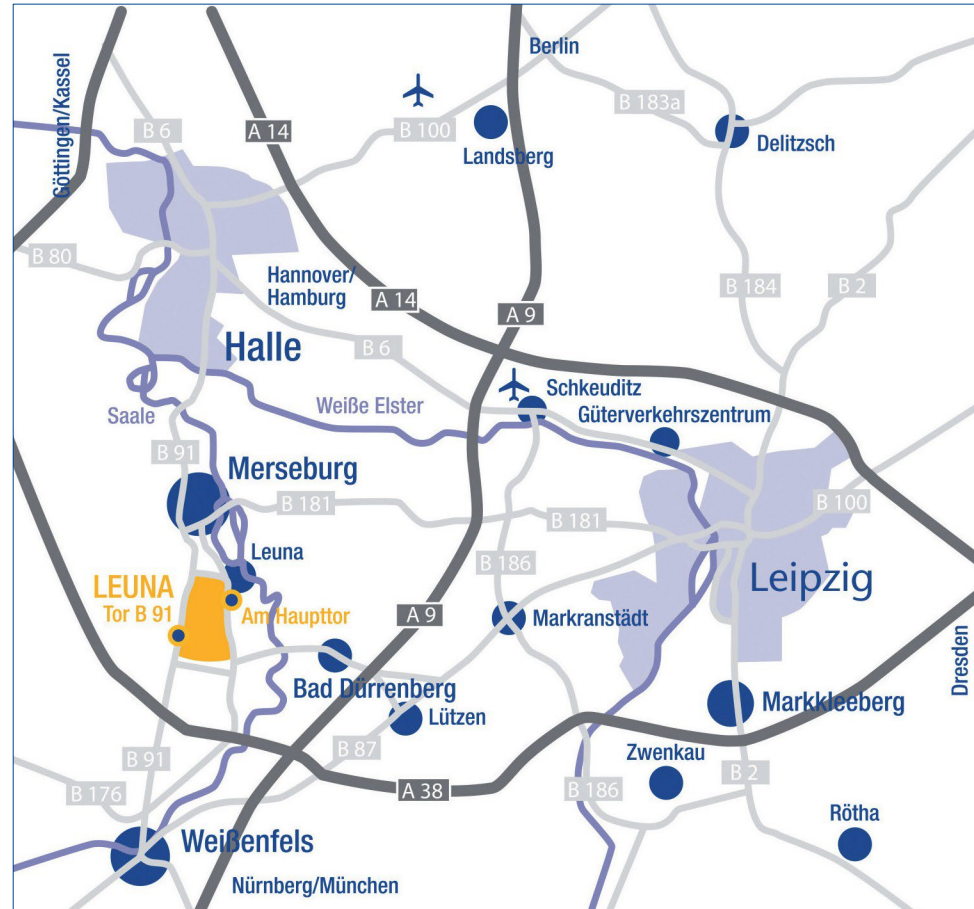 Berlin
Göttingen/Kassel
B 6
A 14
B 100
B 183a
Landsberg
Delitzsch
B 80
Hannover/
Hamburg
A 14
A 9
B 184
B 2
Halle
B 6
Schkeuditz
Saale
Weiße Elster
Güterverkehrszentrum
B 91
Merseburg
B 181
B 181
B 100
Leuna
B 186
Leipzig
LEUNA
Tor B 91
Am Haupttor
A 9
Markranstädt
Dresden
Bad Dürrenberg
Lützen
Markkleeberg
B 91
B 87
Zwenkau
B 2
B 176
A 38
B 186
Rötha
Weißenfels
Nürnberg/München